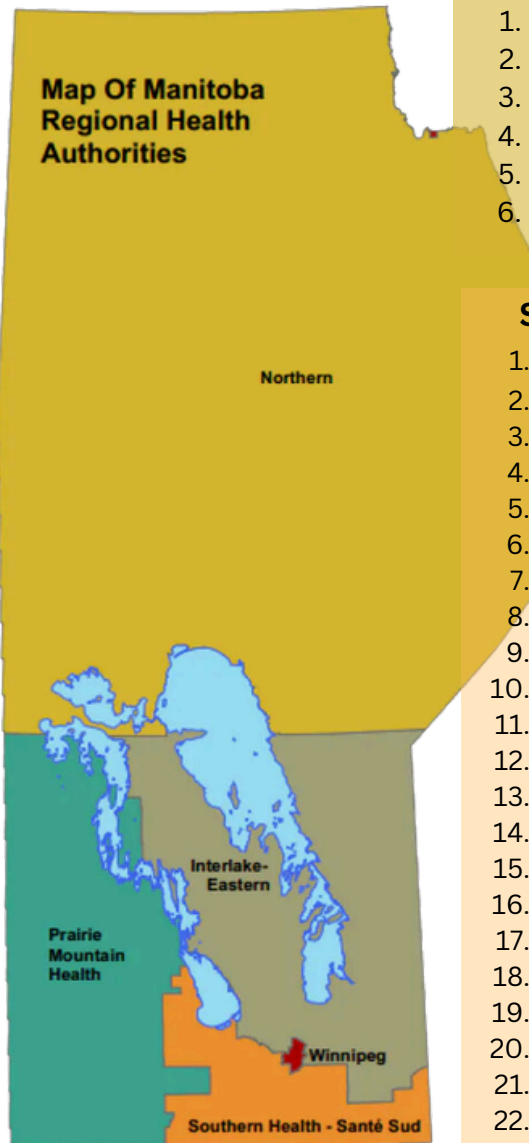 Map Of Manitoba
Regional Health
Authorities
1.
2.
3.
4.
5.
6.
Northern
S
1.
2.
3.
4.
5.
6.
7.
8.
9.
10.
11.
12.
13.
14.
15.
16.
17.
18.
19.
20.
21.
22.
Interlake-
Eastern
Prairie
Mountain
Health
Winnipeg
Southern Health - Santé Sud